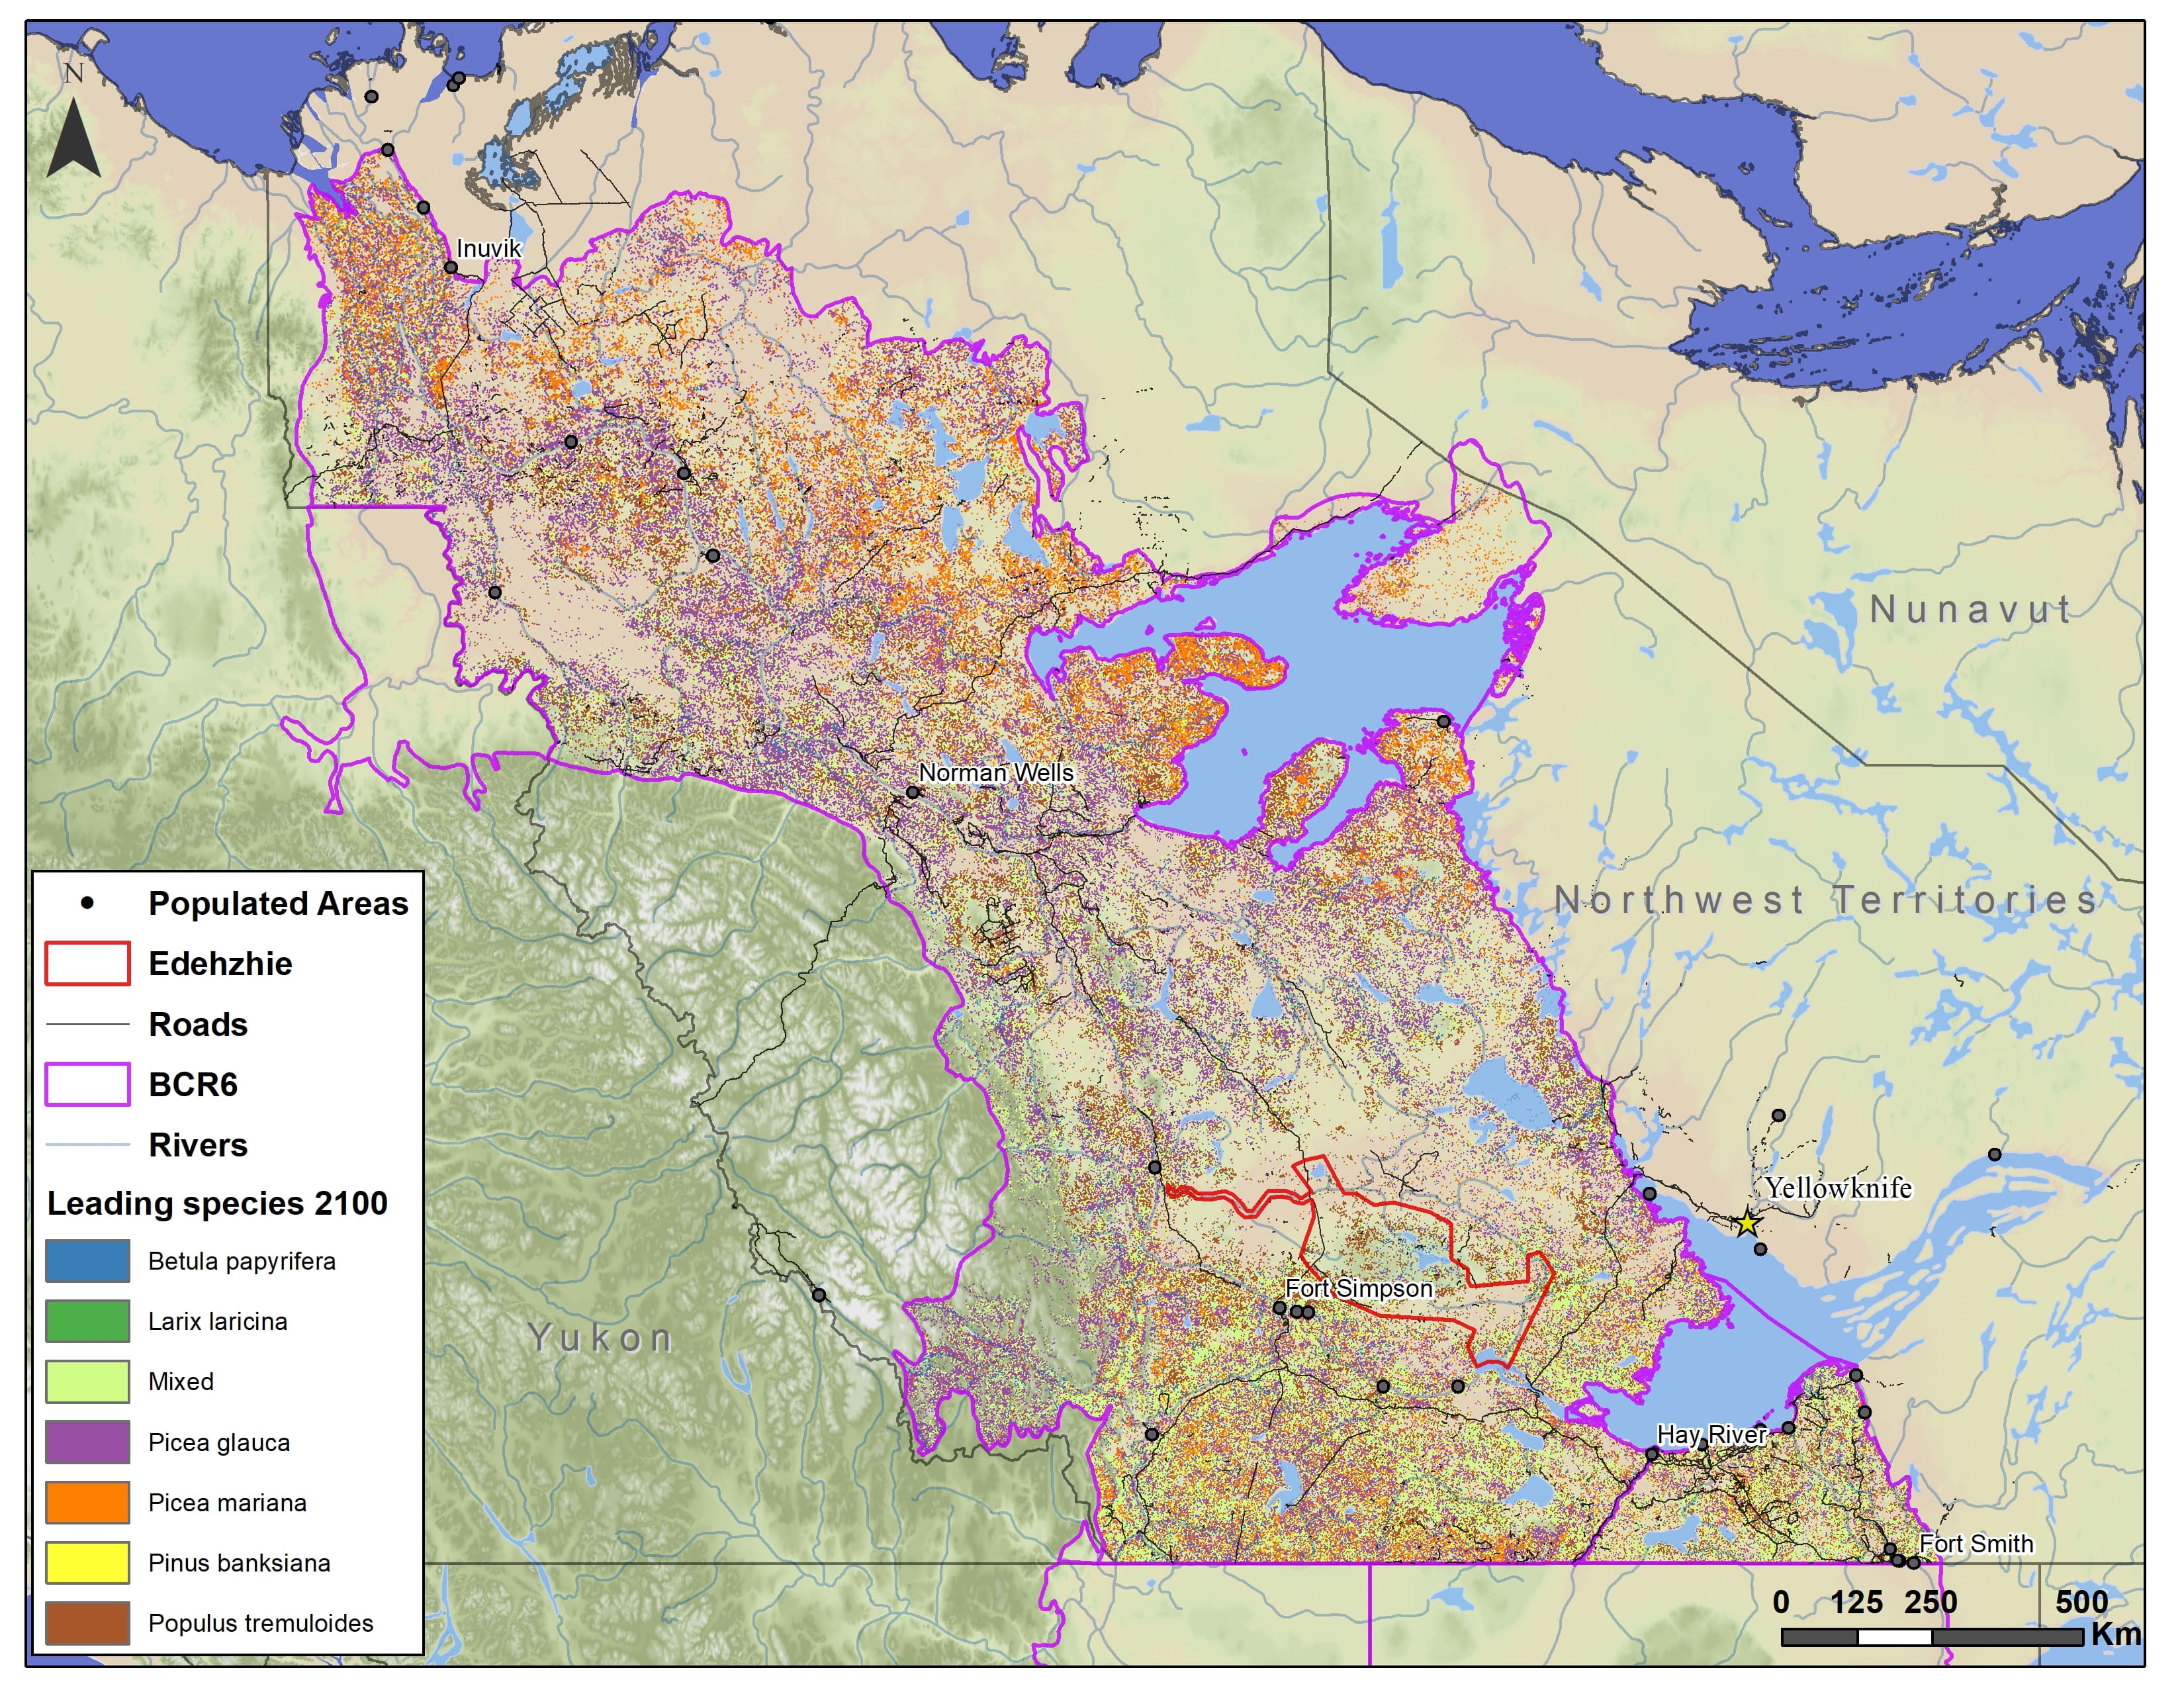 N
Inuvik
Nunavut
Norman Wells
Northwest Territories
Yellowknife
Fort Simpson
Yukon
Hay River
Fort Smith
Populated Areas
Edehzhie
Roads
BCR6
Rivers
Leading species 2100
Betula papyrifera
Larix laricina
Mixed
Picea glauca
Picea mariana
Pinus banksiana
Populus tremuloides
0 125 250 500
Km